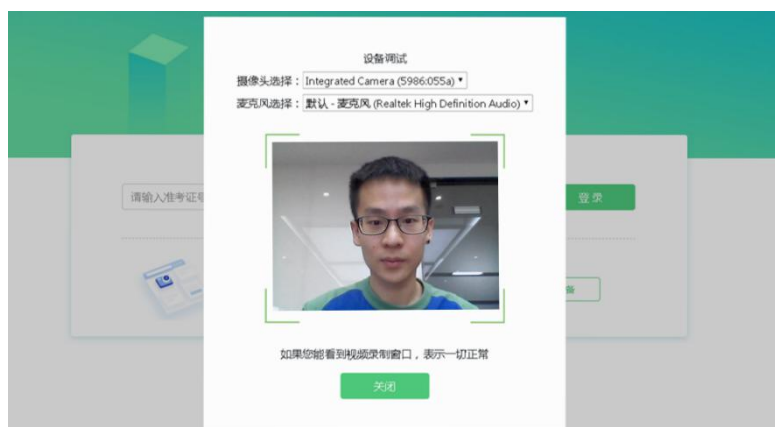 设备调试
摄像头选择： Integrated Camera (5986:055a)
麦克风选择： 默认 - 麦克风 (Realtek High Definition Audio)
请输入准考证号
登 录
备
如果您能看到视频录制窗口，表示一切正常
关闭